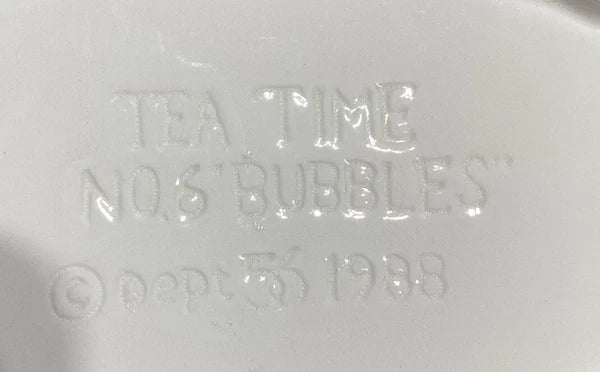 TEA TIME
NO.6 "BUBBLES"
© Dept 56 1988